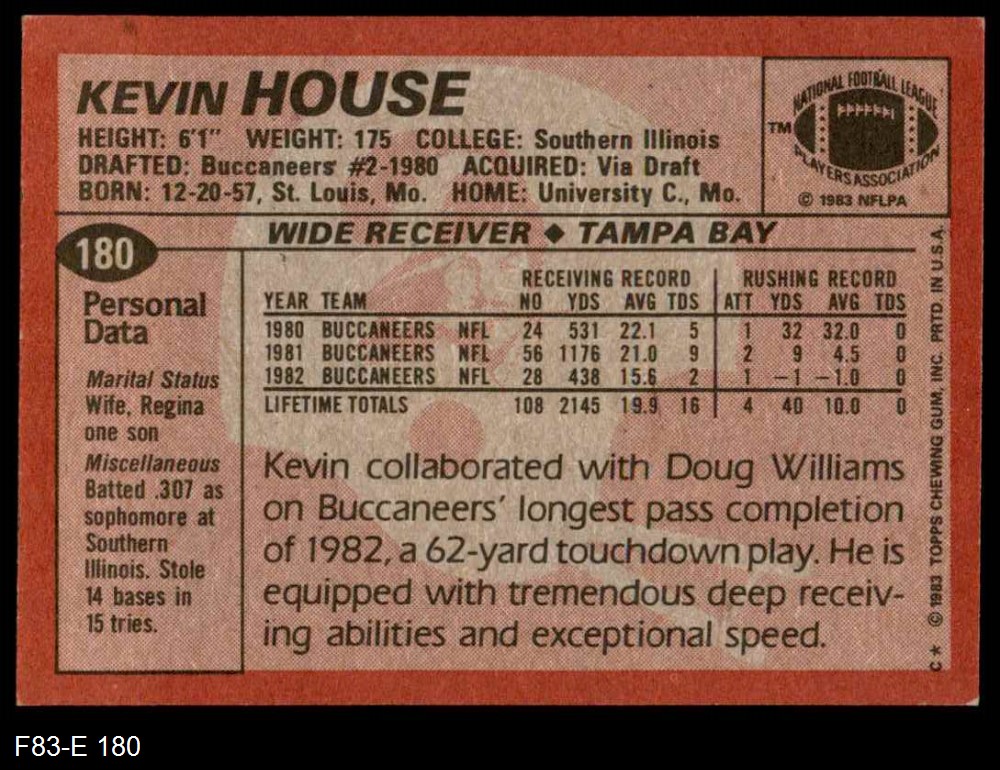 KEVIN HOUSE
HEIGHT: 6'1" WEIGHT: 175 COLLEGE: Southern Illinois
DRAFTED: Buccaneers #2-1980 ACQUIRED: Via Draft
BORN: 12-20-57, St. Louis, Mo. HOME: University C., Mo.
NATIONAL FOOTBALL LEAGUE
TM
PLAYERS ASSOCIATION
© 1983 NFLPA
180
WIDE RECEIVER ♦ TAMPA BAY
Personal
Data
Marital Status
Wife, Regina
one son
Miscellaneous
Batted .307 as
sophomore at
Southern
Illinois. Stole
14 bases in
15 tries.
RECEIVING RECORD RUSHING RECORD
YEAR TEAM NO YDS AVG TDS ATT YDS AVG TDS
1980 BUCCANEERS NFL 24 531 22.1 5 1 32 32.0 0
1981 BUCCANEERS NFL 56 1176 21.0 9 2 9 4.5 0
1982 BUCCANEERS NFL 28 438 15.6 2 1 –1 –1.0 0
LIFETIME TOTALS 108 2145 19.9 16 4 40 10.0 0
Kevin collaborated with Doug Williams
on Buccaneers' longest pass completion
of 1982, a 62-yard touchdown play. He is
equipped with tremendous deep receiv-
ing abilities and exceptional speed.
C* © 1983 TOPPS CHEWING GUM, INC. PRTD. IN U.S.A.
F83-E 180